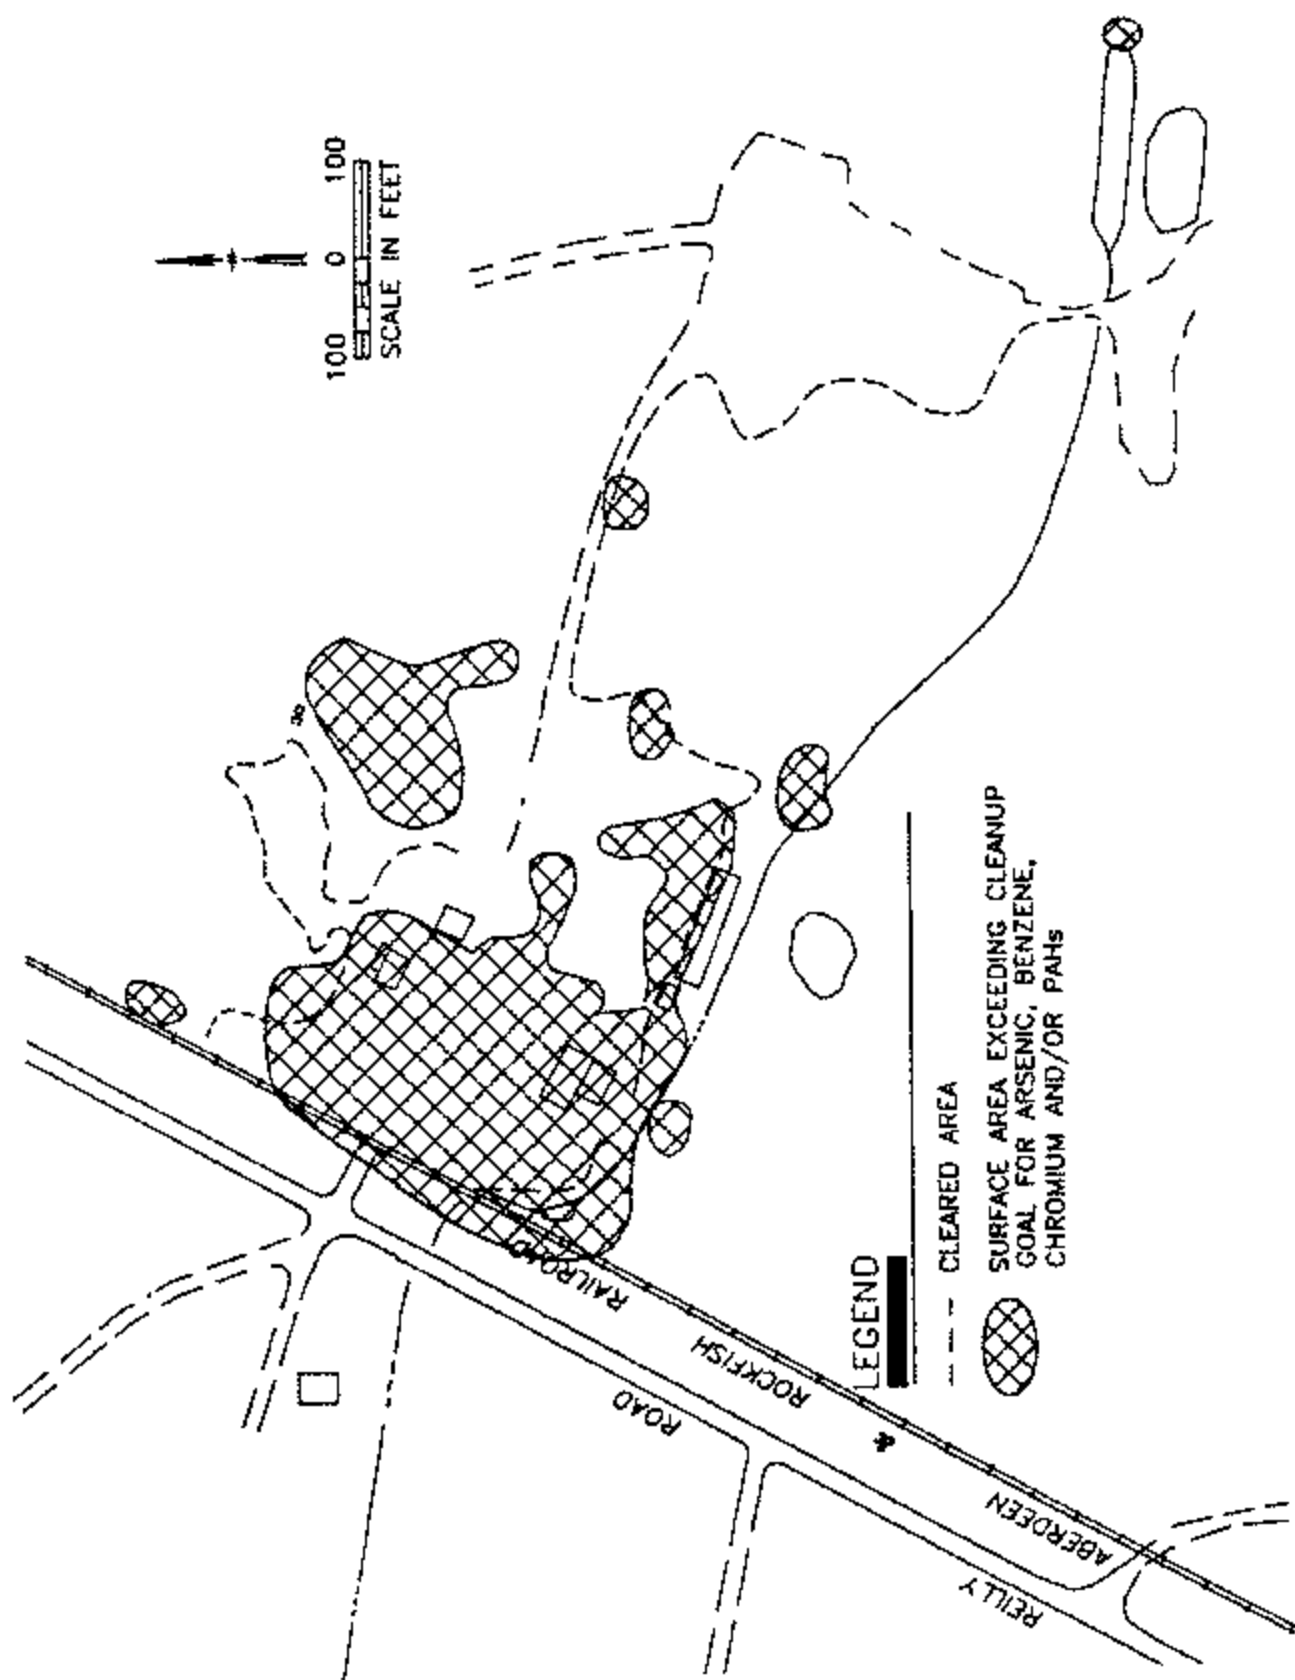 100 0 100
SCALE IN FEET
REILLY ROAD
ABERDEEN & ROCKFISH RAILROAD
LEGEND
CLEARED AREA
SURFACE AREA EXCEEDING CLEANUP
GOAL FOR ARSENIC, BENZENE,
CHROMIUM AND/OR PAHs